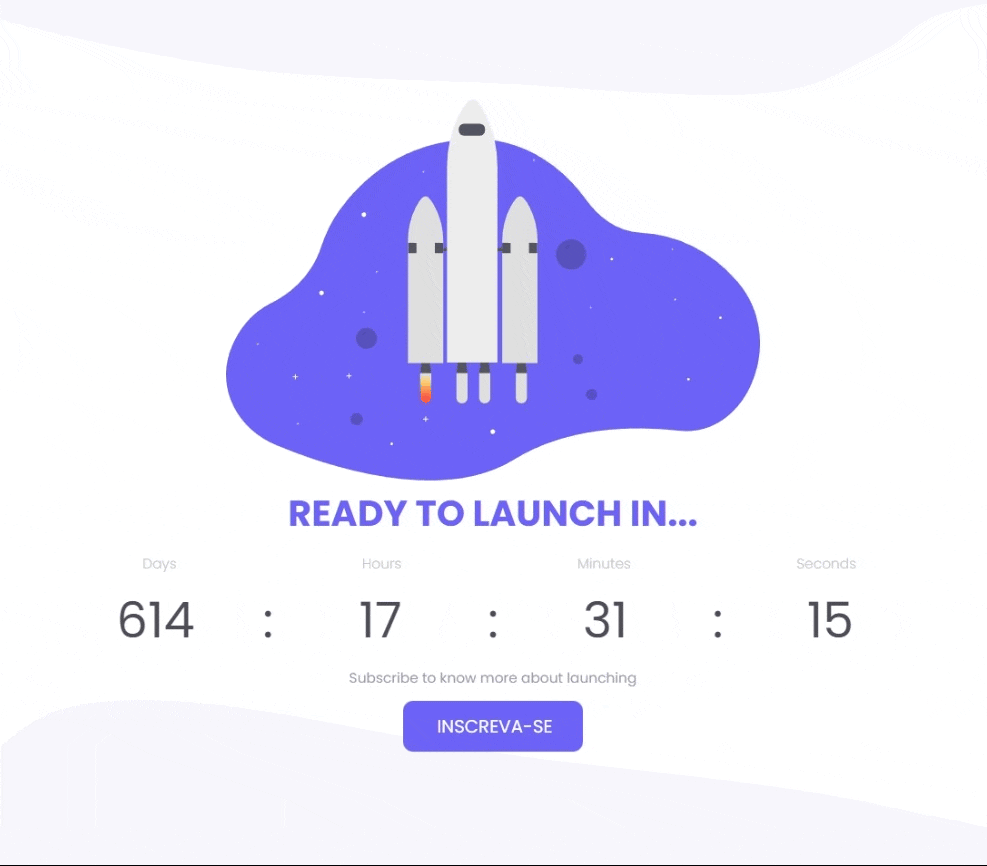 READY TO LAUNCH IN...
Days Hours Minutes Seconds
614 : 17 : 31 : 15
Subscribe to know more about launching
INSCREVA-SE